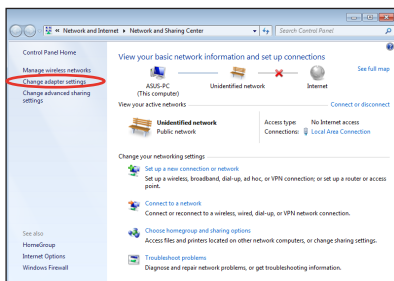 « Network and Internet ▸ Network and Sharing Center
Search Control Panel
Control Panel Home
Manage wireless networks
Change adapter settings
Change advanced sharing
settings
See also
HomeGroup
Internet Options
Windows Firewall
View your basic network information and set up connections
See full map
ASUS-PC
(This computer)
Unidentified network
Internet
View your active networks
Connect or disconnect
Unidentified network
Public network
Access type: No Internet access
Connections: Local Area Connection
Change your networking settings
Set up a new connection or network
Set up a wireless, broadband, dial-up, ad hoc, or VPN connection; or set up a router or access
point.
Connect to a network
Connect or reconnect to a wireless, wired, dial-up, or VPN network connection.
Choose homegroup and sharing options
Access files and printers located on other network computers, or change sharing settings.
Troubleshoot problems
Diagnose and repair network problems, or get troubleshooting information.